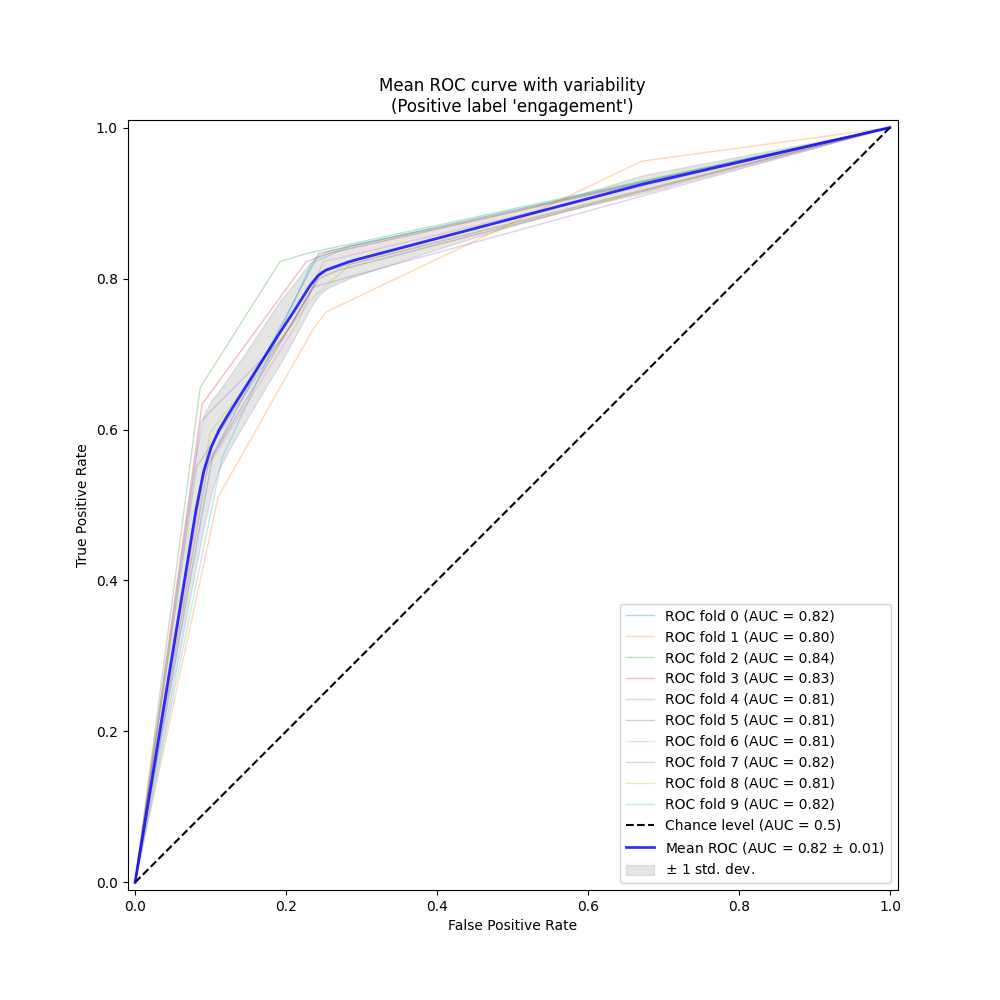 Mean ROC curve with variability
(Positive label 'engagement')
1.0
0.8
0.6
0.4
0.2
0.0
True Positive Rate
0.0 0.2 0.4 0.6 0.8 1.0
False Positive Rate
ROC fold 0 (AUC = 0.82)
ROC fold 1 (AUC = 0.80)
ROC fold 2 (AUC = 0.84)
ROC fold 3 (AUC = 0.83)
ROC fold 4 (AUC = 0.81)
ROC fold 5 (AUC = 0.81)
ROC fold 6 (AUC = 0.81)
ROC fold 7 (AUC = 0.82)
ROC fold 8 (AUC = 0.81)
ROC fold 9 (AUC = 0.82)
Chance level (AUC = 0.5)
Mean ROC (AUC = 0.82 ± 0.01)
± 1 std. dev.